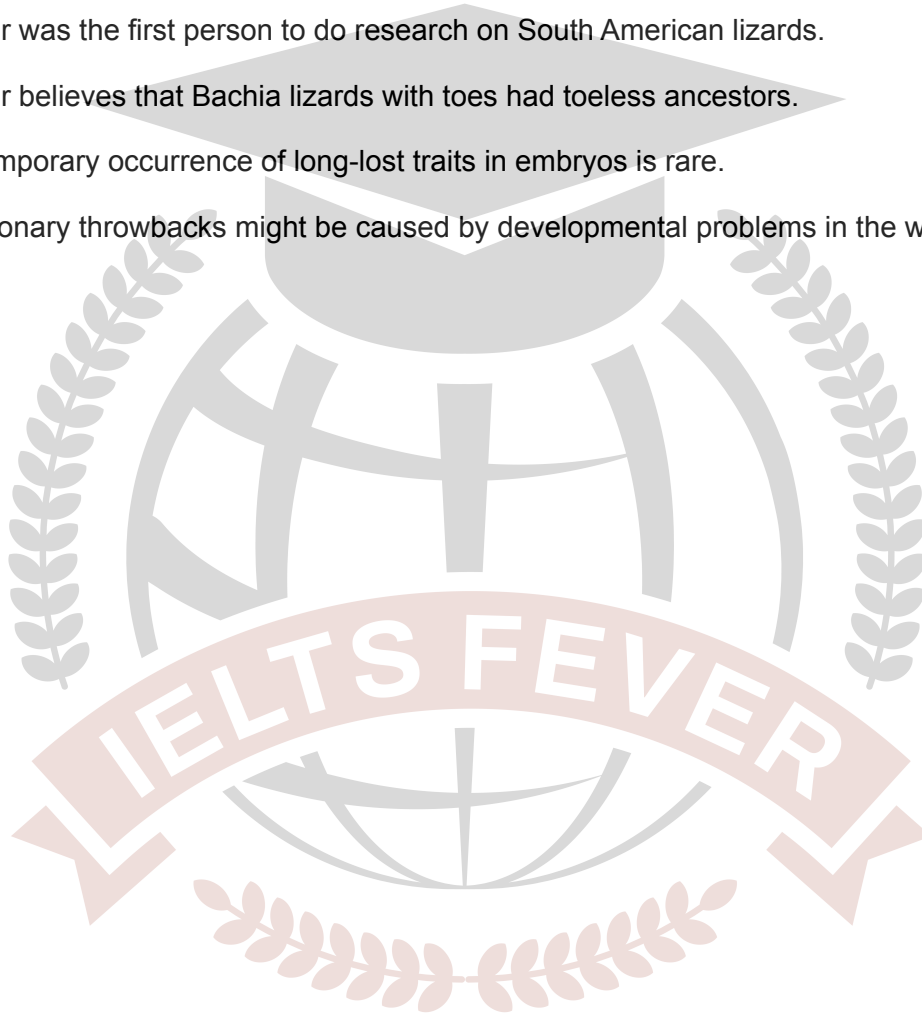 r was the first person to do research on South American lizards.
r believes that Bachia lizards with toes had toeless ancestors.
mporary occurrence of long-lost traits in embryos is rare.
onary throwbacks might be caused by developmental problems in the w
IELTS FEVER